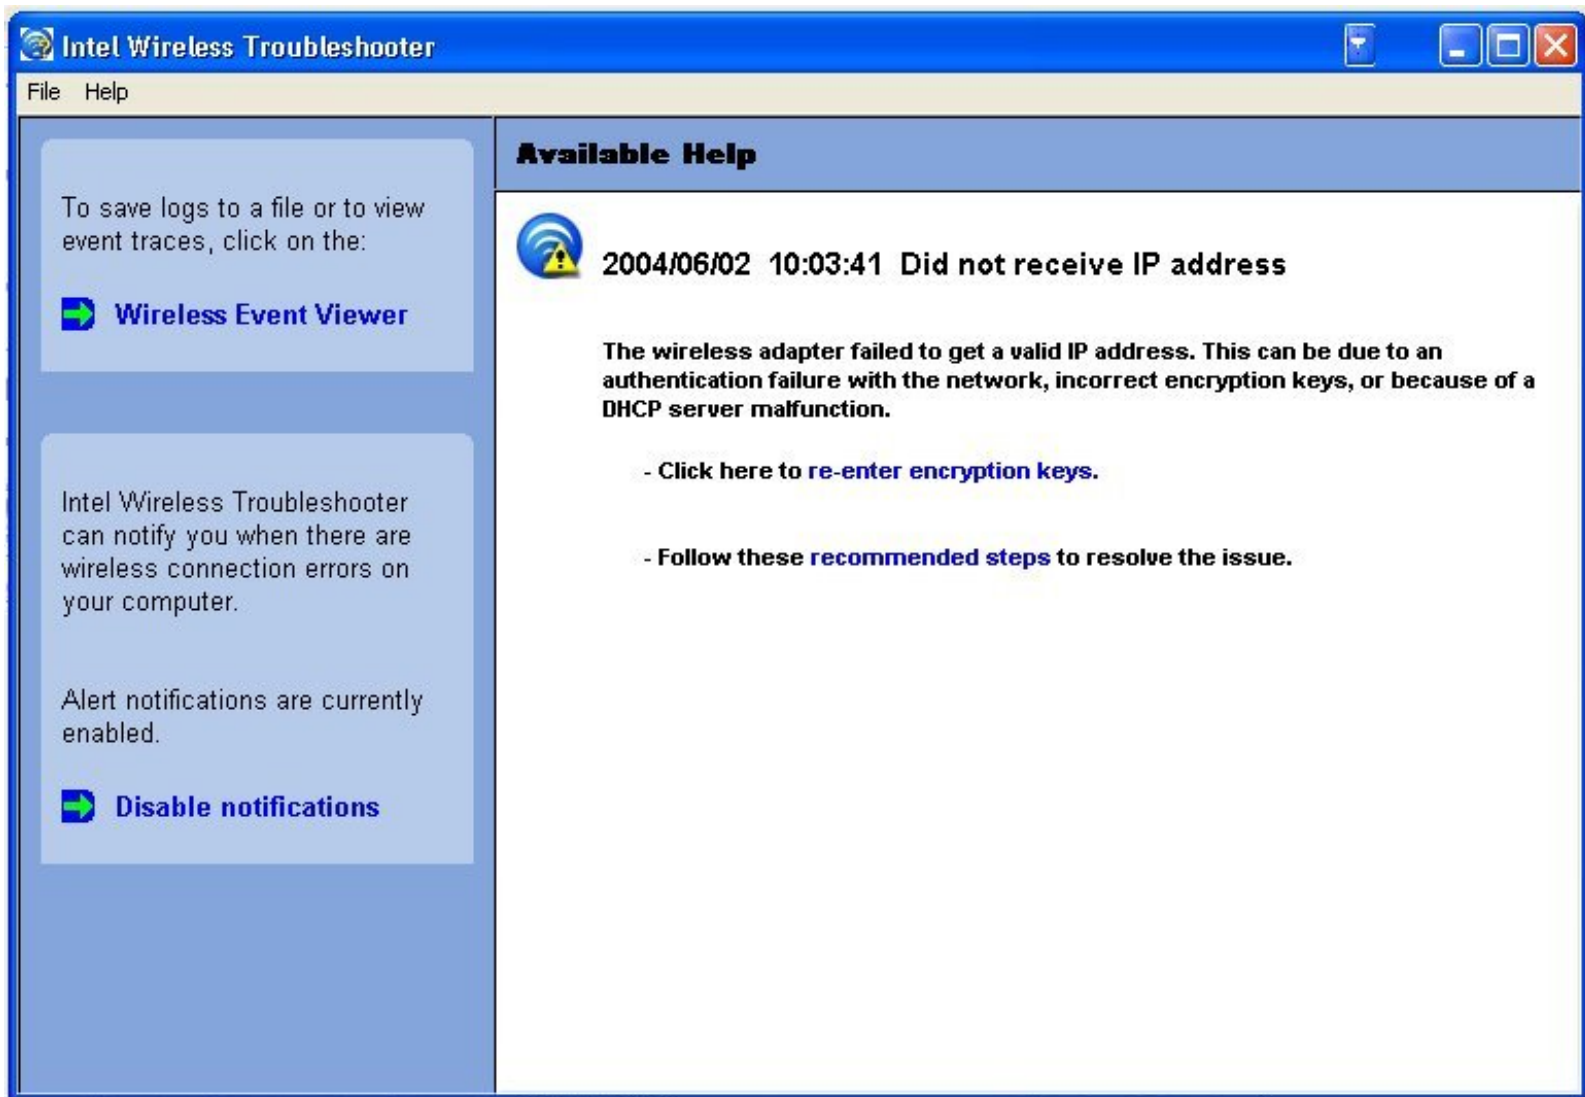 Intel Wireless Troubleshooter
File Help
To save logs to a file or to view
event traces, click on the:
Wireless Event Viewer
Intel Wireless Troubleshooter
can notify you when there are
wireless connection errors on
your computer.
Alert notifications are currently
enabled.
Disable notifications
Available Help
2004/06/02 10:03:41 Did not receive IP address
The wireless adapter failed to get a valid IP address. This can be due to an
authentication failure with the network, incorrect encryption keys, or because of a
DHCP server malfunction.
- Click here to re-enter encryption keys.
- Follow these recommended steps to resolve the issue.